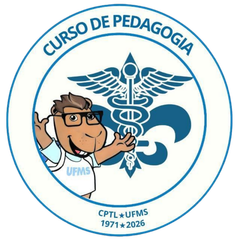 CURSO DE PEDAGOGIA
UFMS
CPTL★UFMS
1971★2026